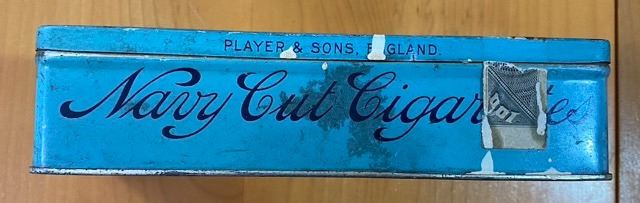 PLAYER & SONS, ENGLAND.
Navy Cut Cigarettes